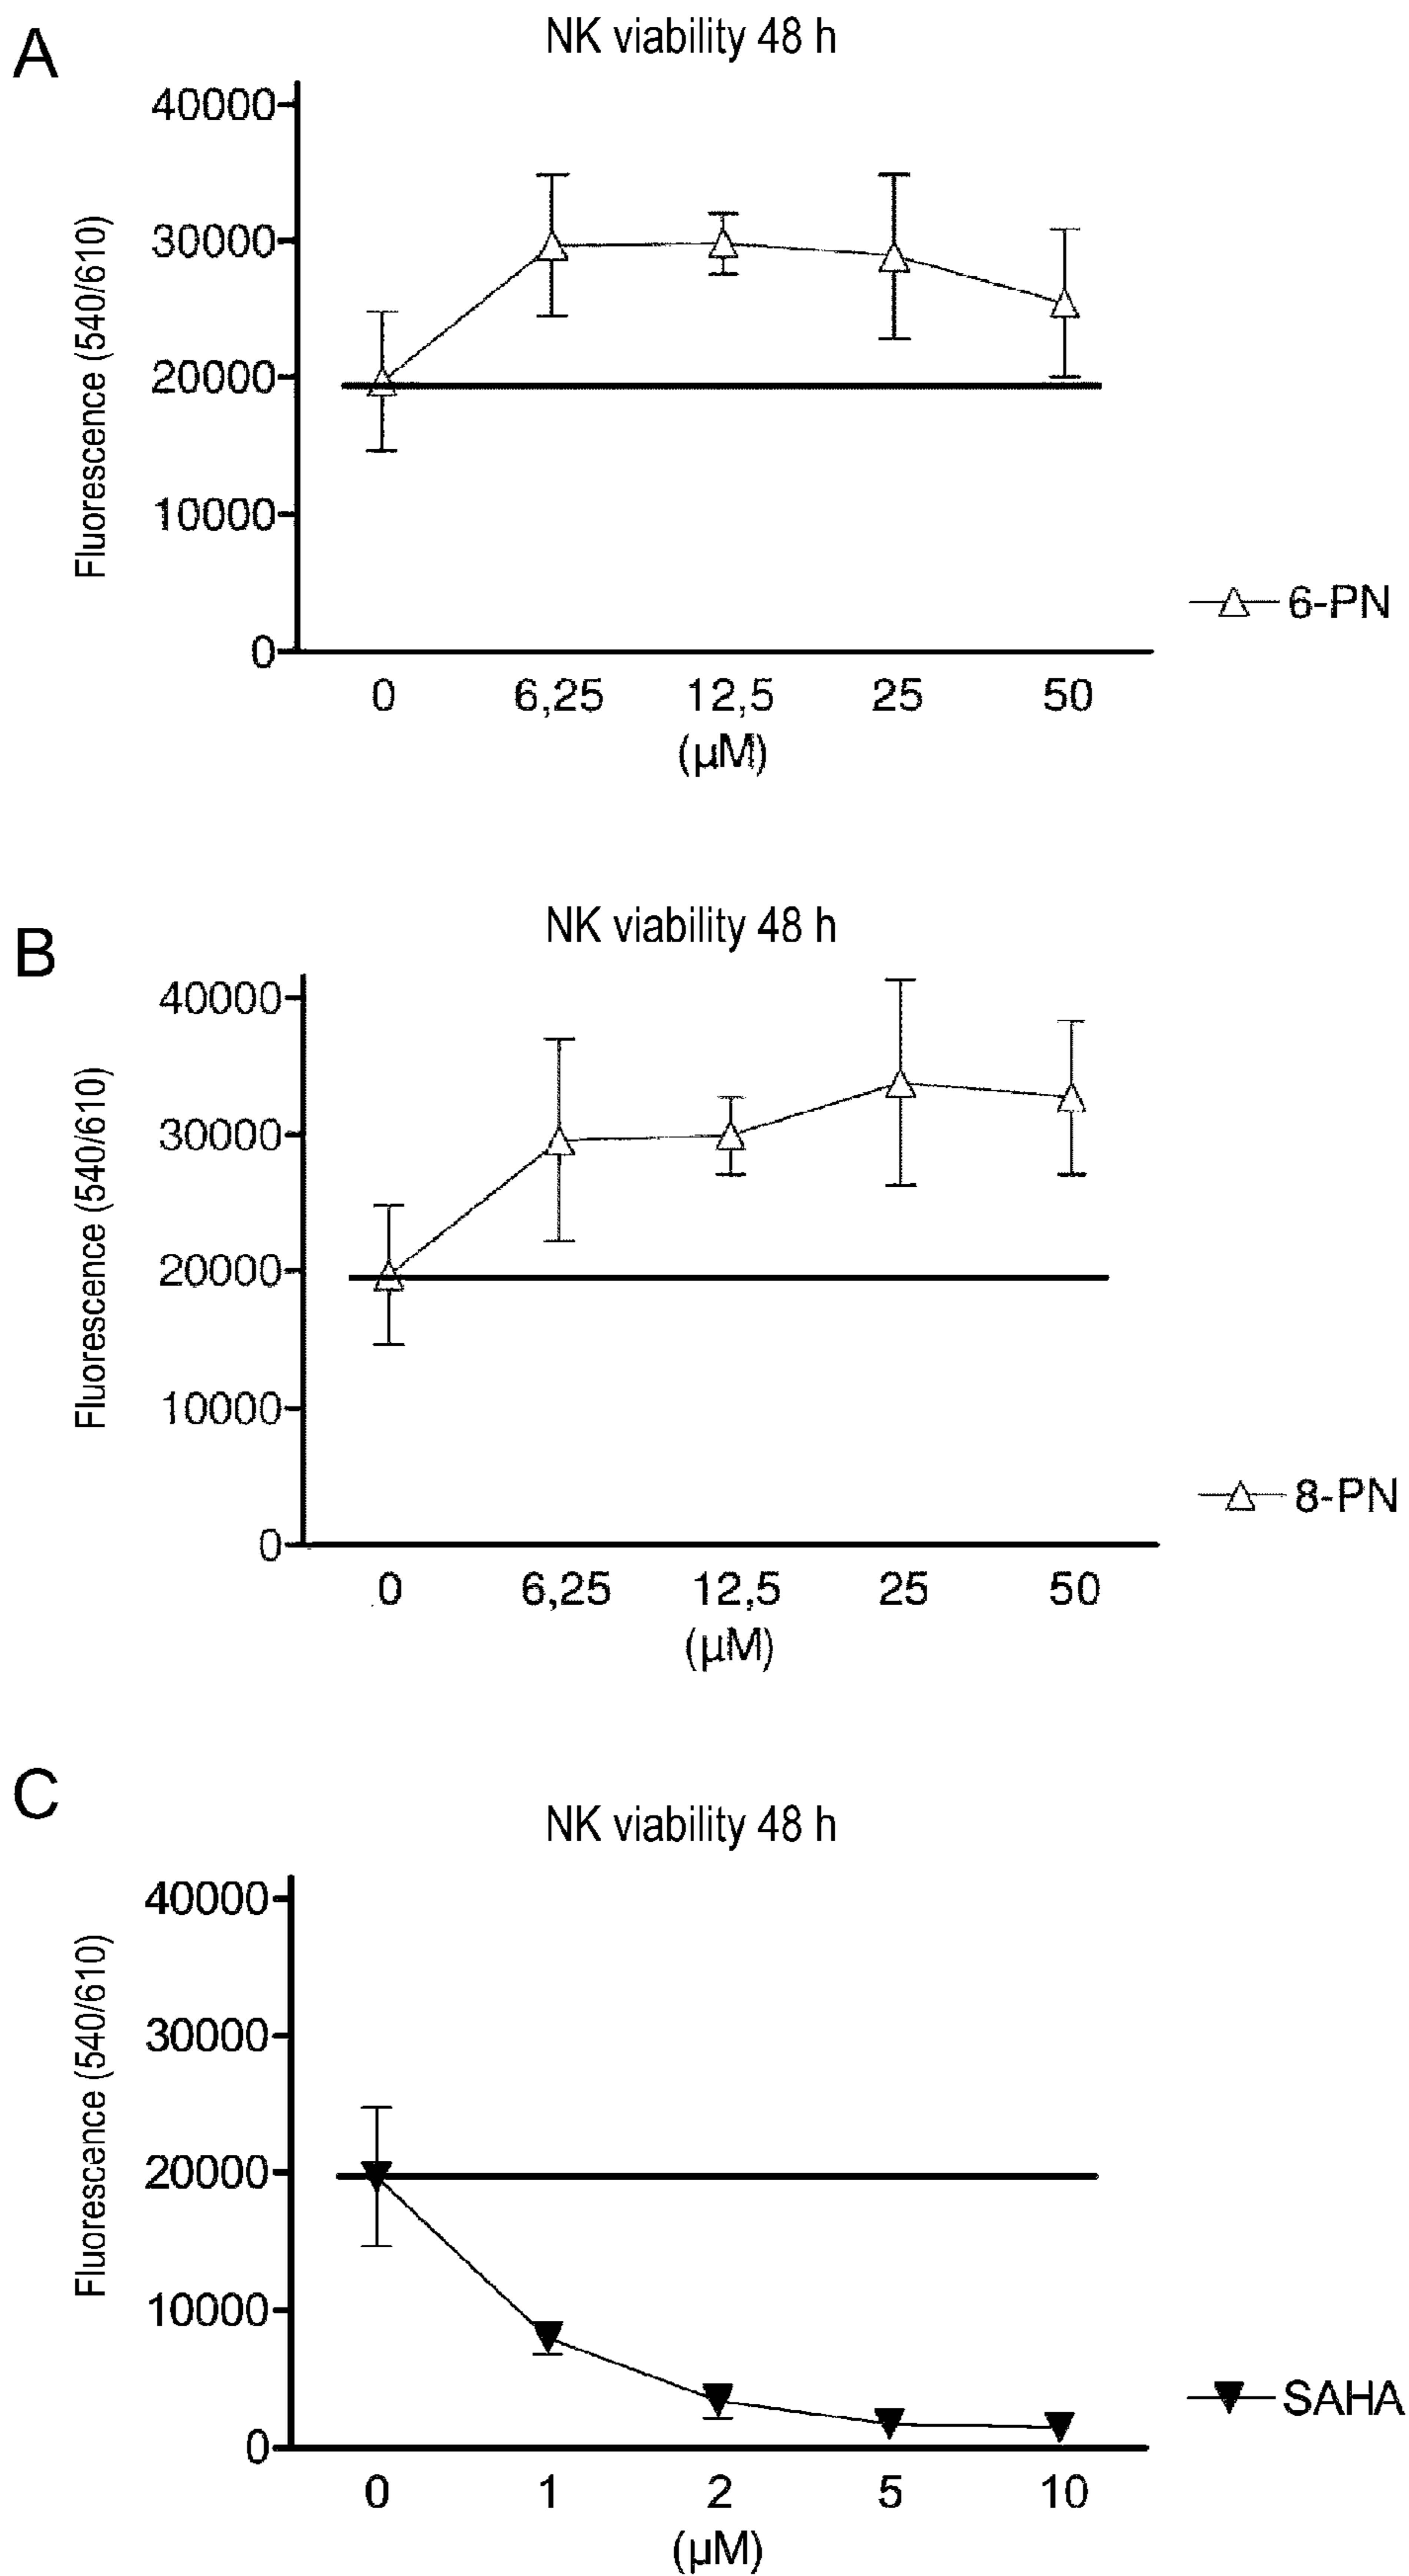 A
NK viability 48 h
Fluorescence (540/610)
40000
30000
20000
10000
0
0 6,25 12,5 25 50
(µM)
6-PN
B
NK viability 48 h
Fluorescence (540/610)
40000
30000
20000
10000
0
0 6,25 12,5 25 50
(µM)
8-PN
C
NK viability 48 h
Fluorescence (540/610)
40000
30000
20000
10000
0
0 1 2 5 10
(µM)
SAHA